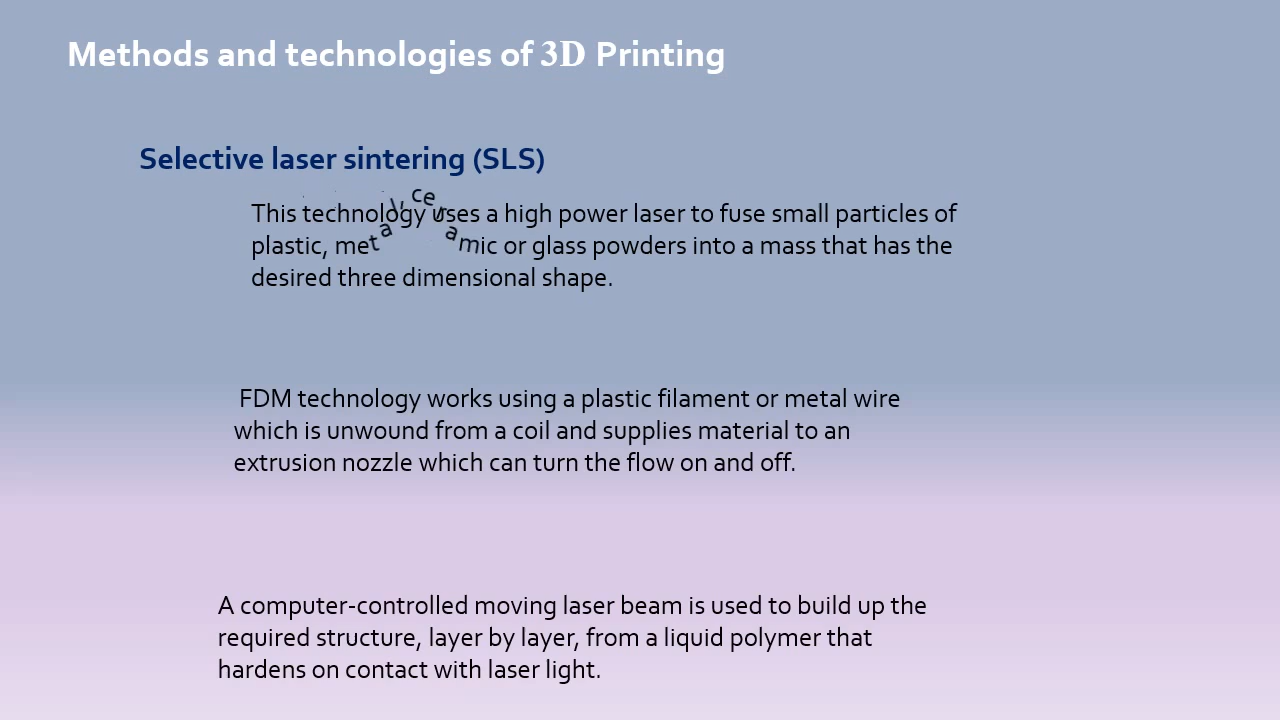 Methods and technologies of 3D Printing
Selective laser sintering (SLS)
This technology uses a high power laser to fuse small particles of
plastic, metal, ceramic or glass powders into a mass that has the
desired three dimensional shape.
FDM technology works using a plastic filament or metal wire
which is unwound from a coil and supplies material to an
extrusion nozzle which can turn the flow on and off.
A computer-controlled moving laser beam is used to build up the
required structure, layer by layer, from a liquid polymer that
hardens on contact with laser light.